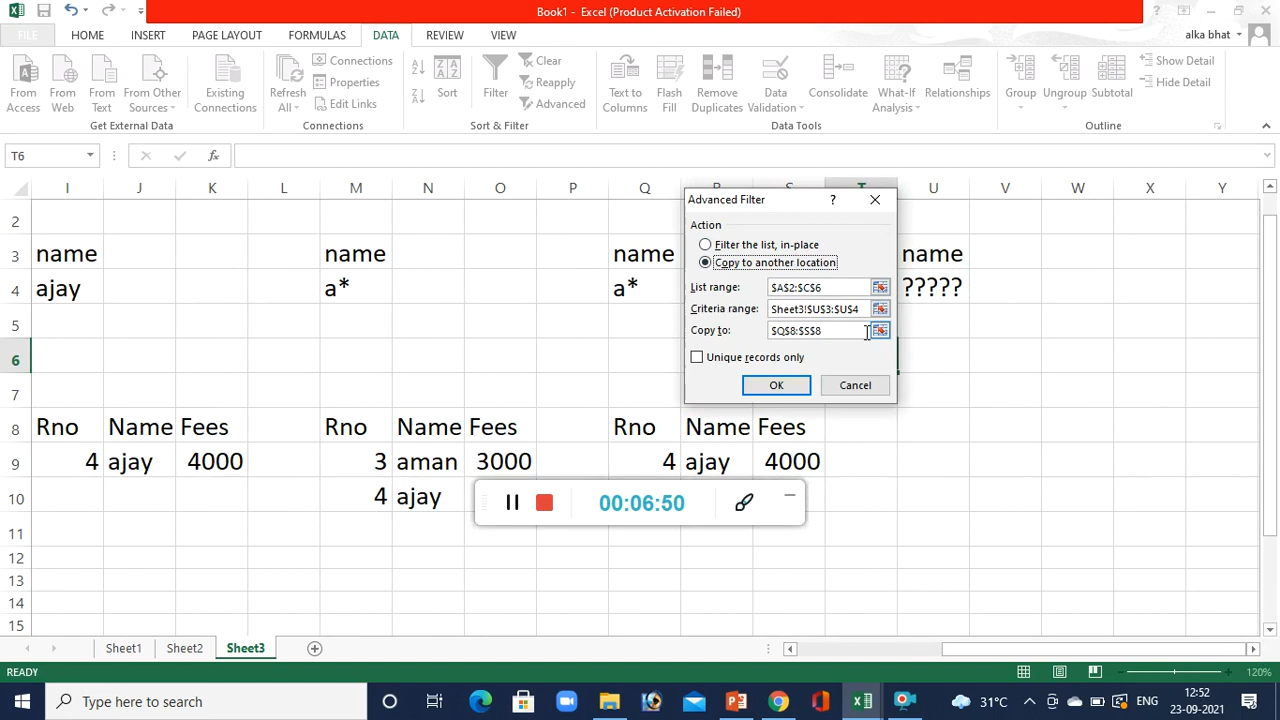 Book1 - Excel (Product Activation Failed)
FILE HOME INSERT PAGE LAYOUT FORMULAS DATA REVIEW VIEW alka bhat
From Access
From Web
From Text
From Other Sources
Existing Connections
Get External Data
Refresh All
Connections
Properties
Edit Links
Connections
Sort
Filter
Clear
Reapply
Advanced
Sort & Filter
Text to Columns
Flash Fill
Remove Duplicates
Data Validation
Consolidate
What-If Analysis
Relationships
Data Tools
Group
Ungroup
Subtotal
Show Detail
Hide Detail
Outline
T6
I J K L M N O P Q R S T U V W X Y
2
3 name name name name
4 ajay a* a* ?????
5
6
7
8 Rno Name Fees Rno Name Fees Rno Name Fees
9 4 ajay 4000 3 aman 3000 4 ajay 4000
10 4 ajay
11
12
13
14
15
Advanced Filter ?
Action
Filter the list, in-place
Copy to another location
List range: $A$2:$C$6
Criteria range: Sheet3!$U$3:$U$4
Copy to: $Q$8:$S$8
Unique records only
OK Cancel
00:06:50
Sheet1 Sheet2 Sheet3
READY 120%
Type here to search
31°C ENG
12:52
23-09-2021